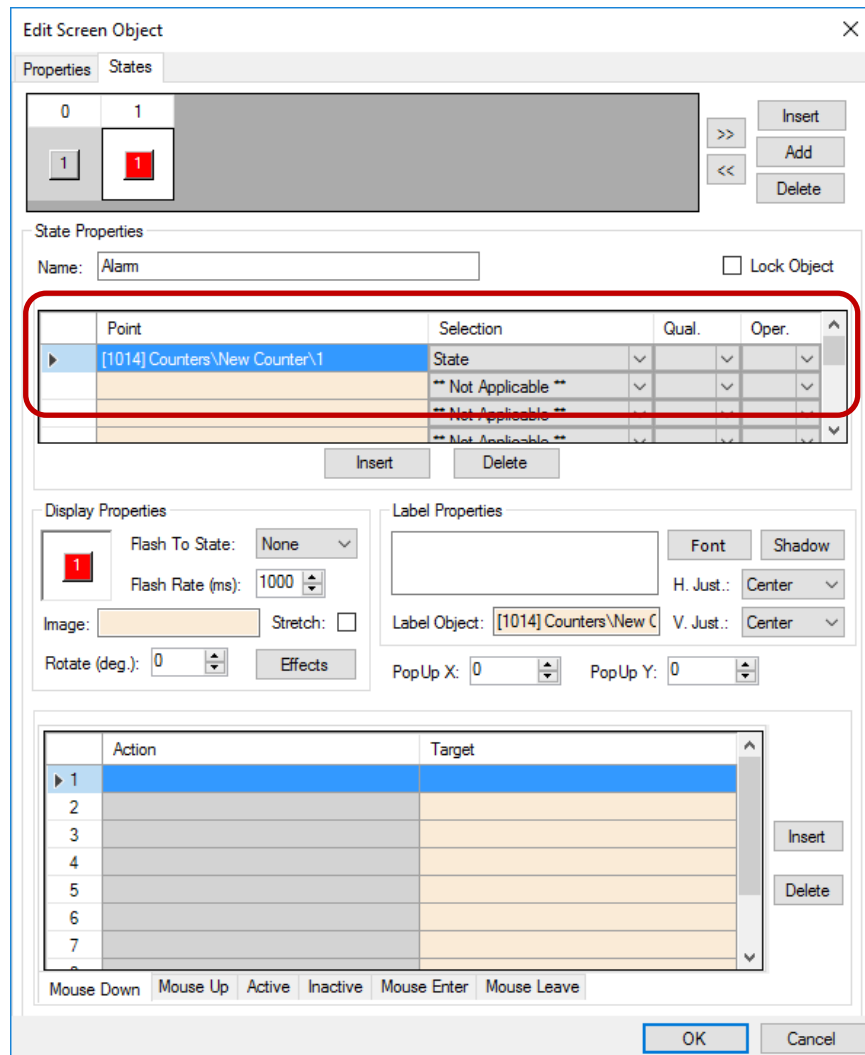 Edit Screen Object
Properties States
0 1
1 1
Insert
>>
Add
<<
Delete
State Properties
Name: Alarm Lock Object
Point Selection Qual. Oper.
[1014] Counters\New Counter\1 State
** Not Applicable **
** Not Applicable **
** Not Applicable **
Insert Delete
Display Properties
1
Flash To State: None
Flash Rate (ms): 1000
Image: Stretch:
Rotate (deg.): 0 Effects
Label Properties
Font Shadow
H. Just.: Center
Label Object: [1014] Counters\New C V. Just.: Center
PopUp X: 0 PopUp Y: 0
Action Target
1
2
3
4
5
6
7
Insert
Delete
Mouse Down Mouse Up Active Inactive Mouse Enter Mouse Leave
OK Cancel